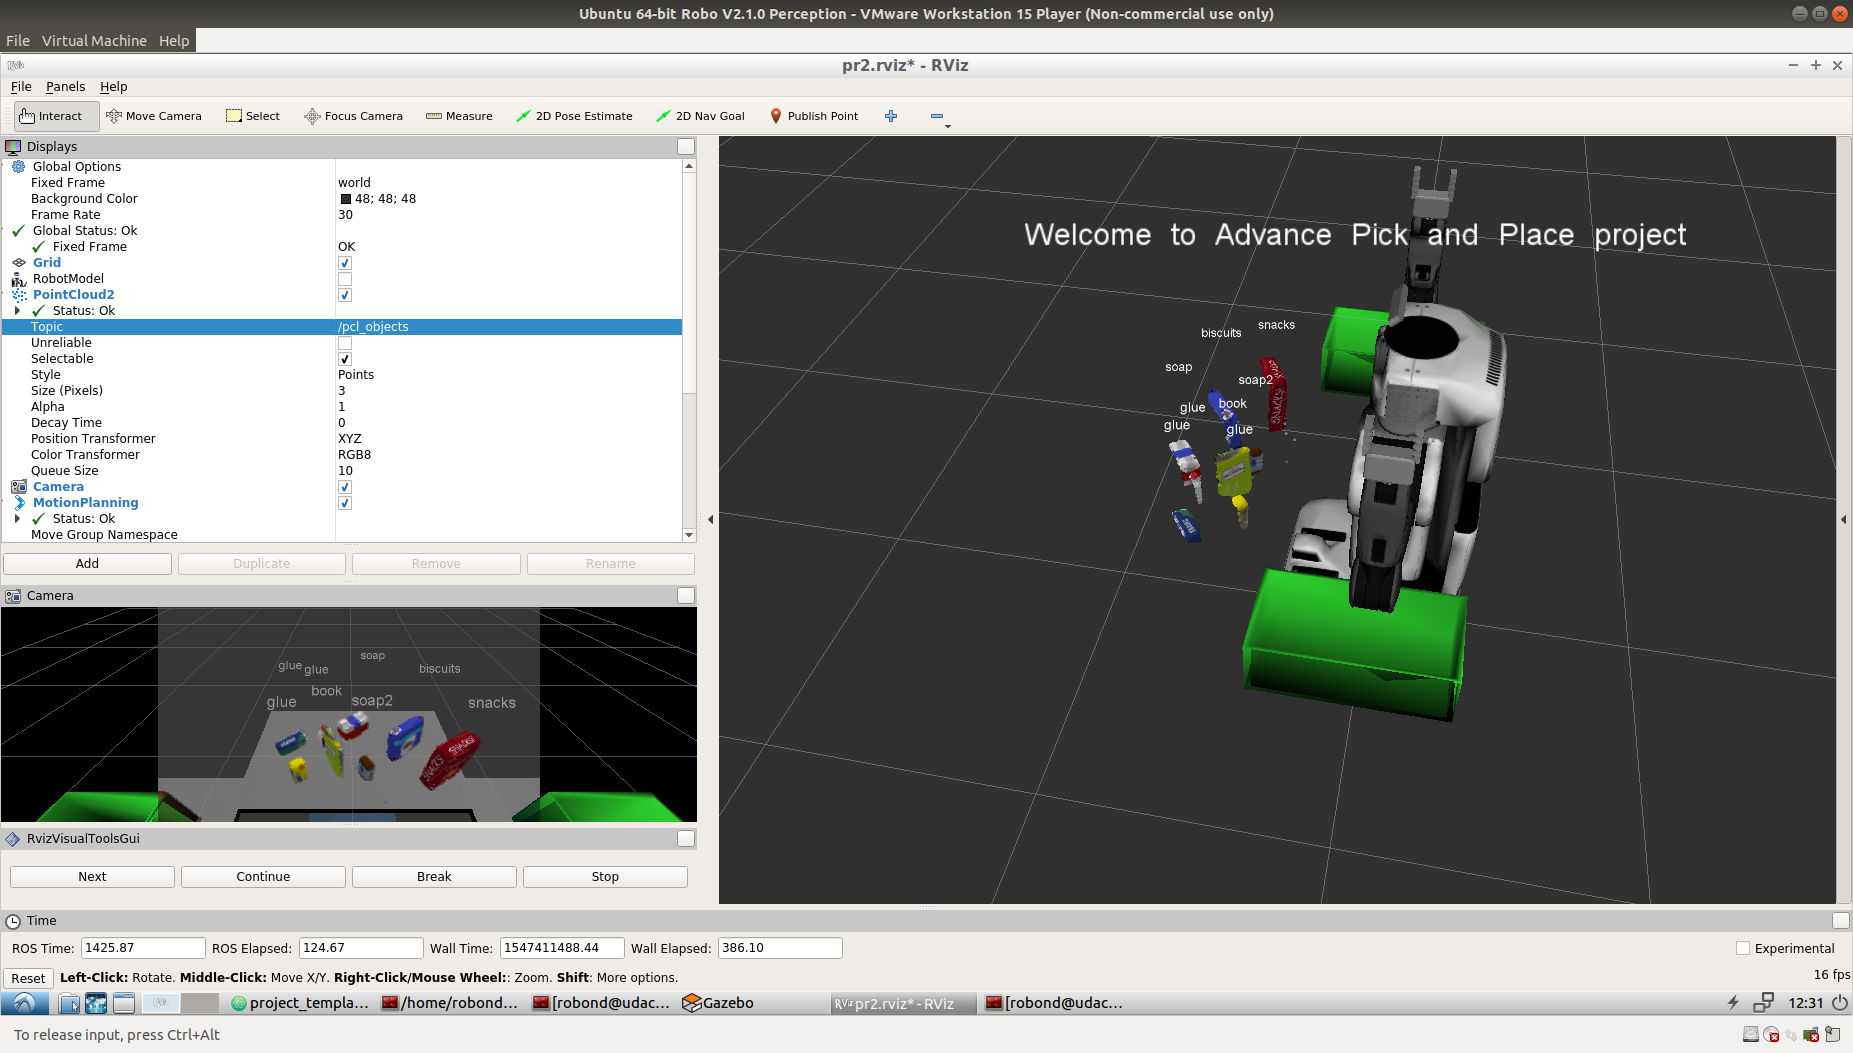 Ubuntu 64-bit Robo V2.1.0 Perception - VMware Workstation 15 Player (Non-commercial use only)
File Virtual Machine Help
pr2.rviz* - RViz
File Panels Help
Interact Move Camera Select Focus Camera Measure 2D Pose Estimate 2D Nav Goal Publish Point
Displays
Global Options
Fixed Frame world
Background Color 48; 48; 48
Frame Rate 30
Global Status: Ok
Fixed Frame OK
Grid
RobotModel
PointCloud2
Status: Ok
Topic /pcl_objects
Unreliable
Selectable
Style Points
Size (Pixels) 3
Alpha 1
Decay Time 0
Position Transformer XYZ
Color Transformer RGB8
Queue Size 10
Camera
MotionPlanning
Status: Ok
Move Group Namespace
Add Duplicate Remove Rename
Camera
soap
glue glue biscuits
book
glue soap2 snacks
SNACKS
RvizVisualToolsGui
Next Continue Break Stop
Welcome to Advance Pick and Place project
biscuits snacks
soap
soap2
glue book
glue glue
SNACKS
Time
ROS Time: 1425.87 ROS Elapsed: 124.67 Wall Time: 1547411488.44 Wall Elapsed: 386.10 Experimental
Reset Left-Click: Rotate. Middle-Click: Move X/Y. Right-Click/Mouse Wheel:: Zoom. Shift: More options. 16 fps
project_templa... /home/robond... [robond@udac... Gazebo RViz pr2.rviz* - RViz [robond@udac... 12:31
To release input, press Ctrl+Alt